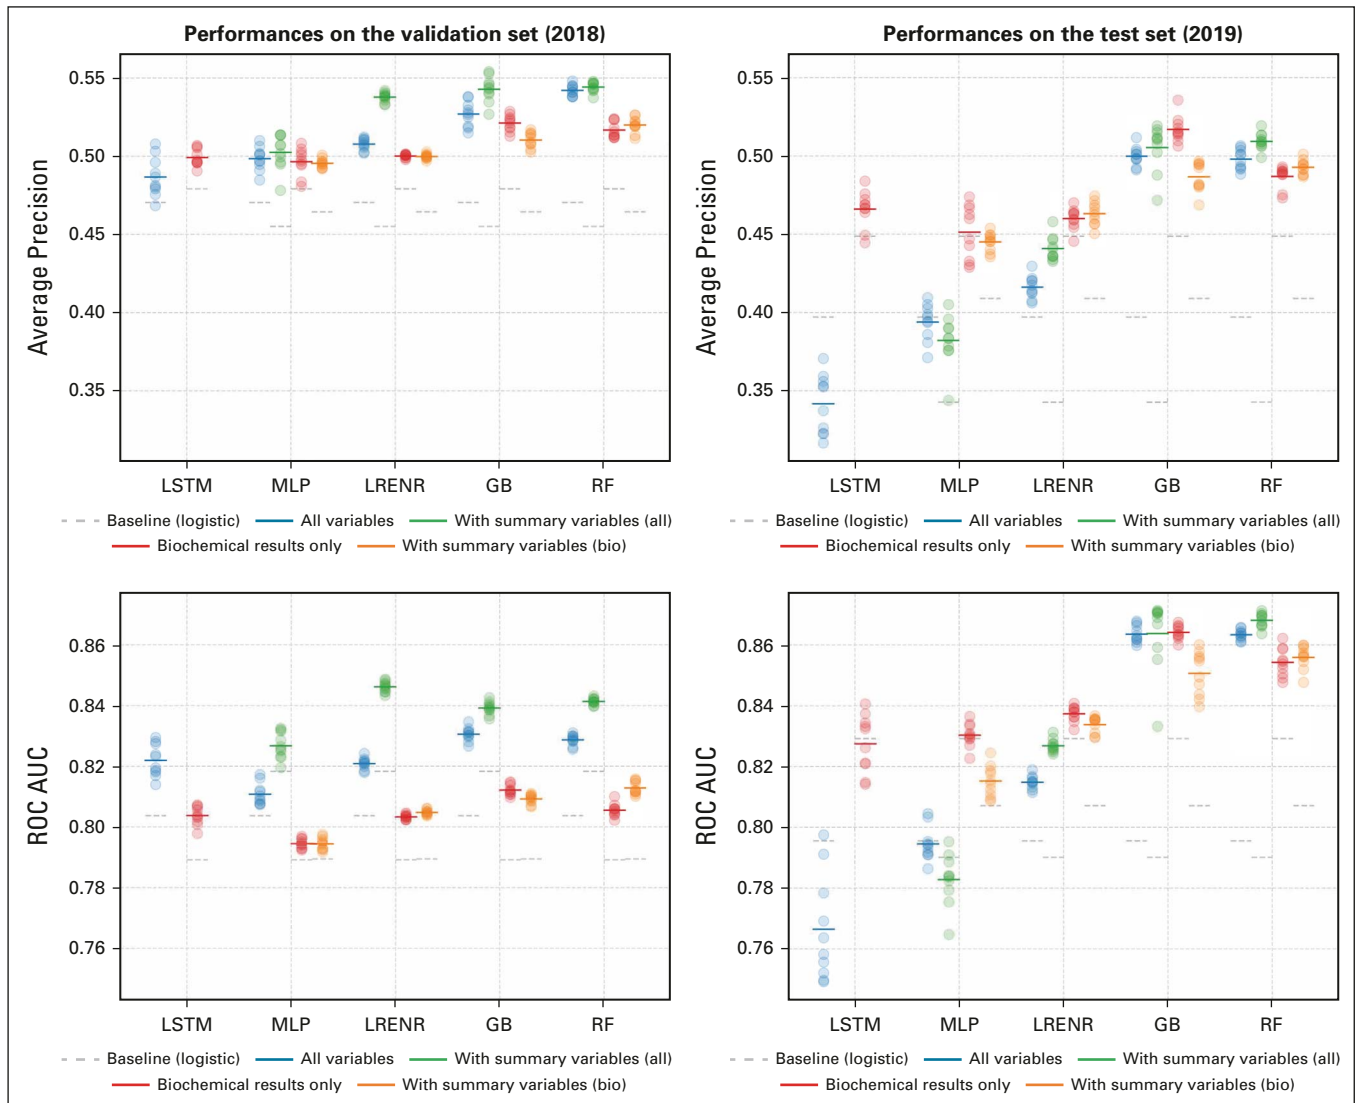 Performances on the validation set (2018)
Average Precision
0.55
0.50
0.45
0.40
0.35
LSTM MLP LRENR GB RF
Baseline (logistic) All variables With summary variables (all)
Biochemical results only With summary variables (bio)
Performances on the test set (2019)
Average Precision
0.55
0.50
0.45
0.40
0.35
LSTM MLP LRENR GB RF
Baseline (logistic) All variables With summary variables (all)
Biochemical results only With summary variables (bio)
ROC AUC
0.86
0.84
0.82
0.80
0.78
0.76
LSTM MLP LRENR GB RF
Baseline (logistic) All variables With summary variables (all)
Biochemical results only With summary variables (bio)
ROC AUC
0.86
0.84
0.82
0.80
0.78
0.76
LSTM MLP LRENR GB RF
Baseline (logistic) All variables With summary variables (all)
Biochemical results only With summary variables (bio)